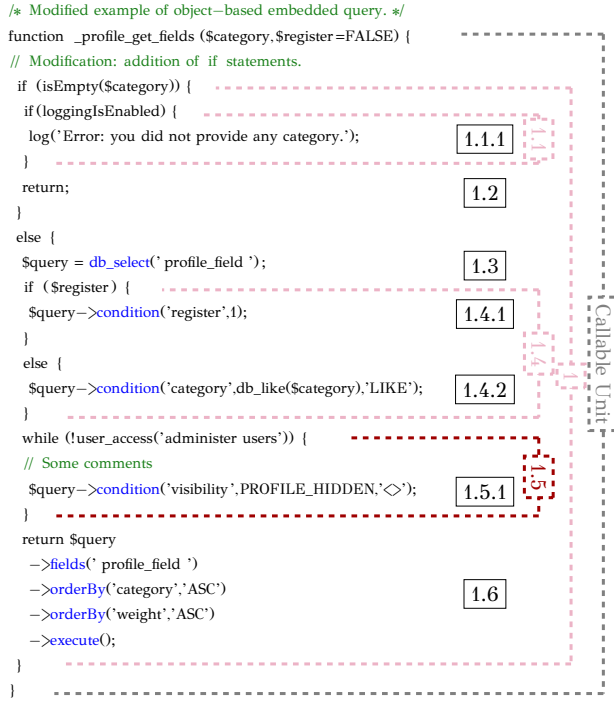 /* Modified example of object−based embedded query. */
function _profile_get_fields ($category,$register=FALSE) {
// Modification: addition of if statements.
if (isEmpty($category)) {
if(loggingIsEnabled) {
log('Error: you did not provide any category.'); 1.1.1 1.1
}
return; 1.2
}
else {
$query = db_select(' profile_field '); 1.3
if ($register) {
$query−>condition('register',1); 1.4.1
}
1.4 1 Callable Unit
else {
$query−>condition('category',db_like($category),'LIKE'); 1.4.2
}
while (!user_access('administer users')) {
// Some comments
$query−>condition('visibility',PROFILE_HIDDEN,'<>'); 1.5.1 1.5
}
return $query
−>fields(' profile_field ')
−>orderBy('category','ASC') 1.6
−>orderBy('weight','ASC')
−>execute();
}
}